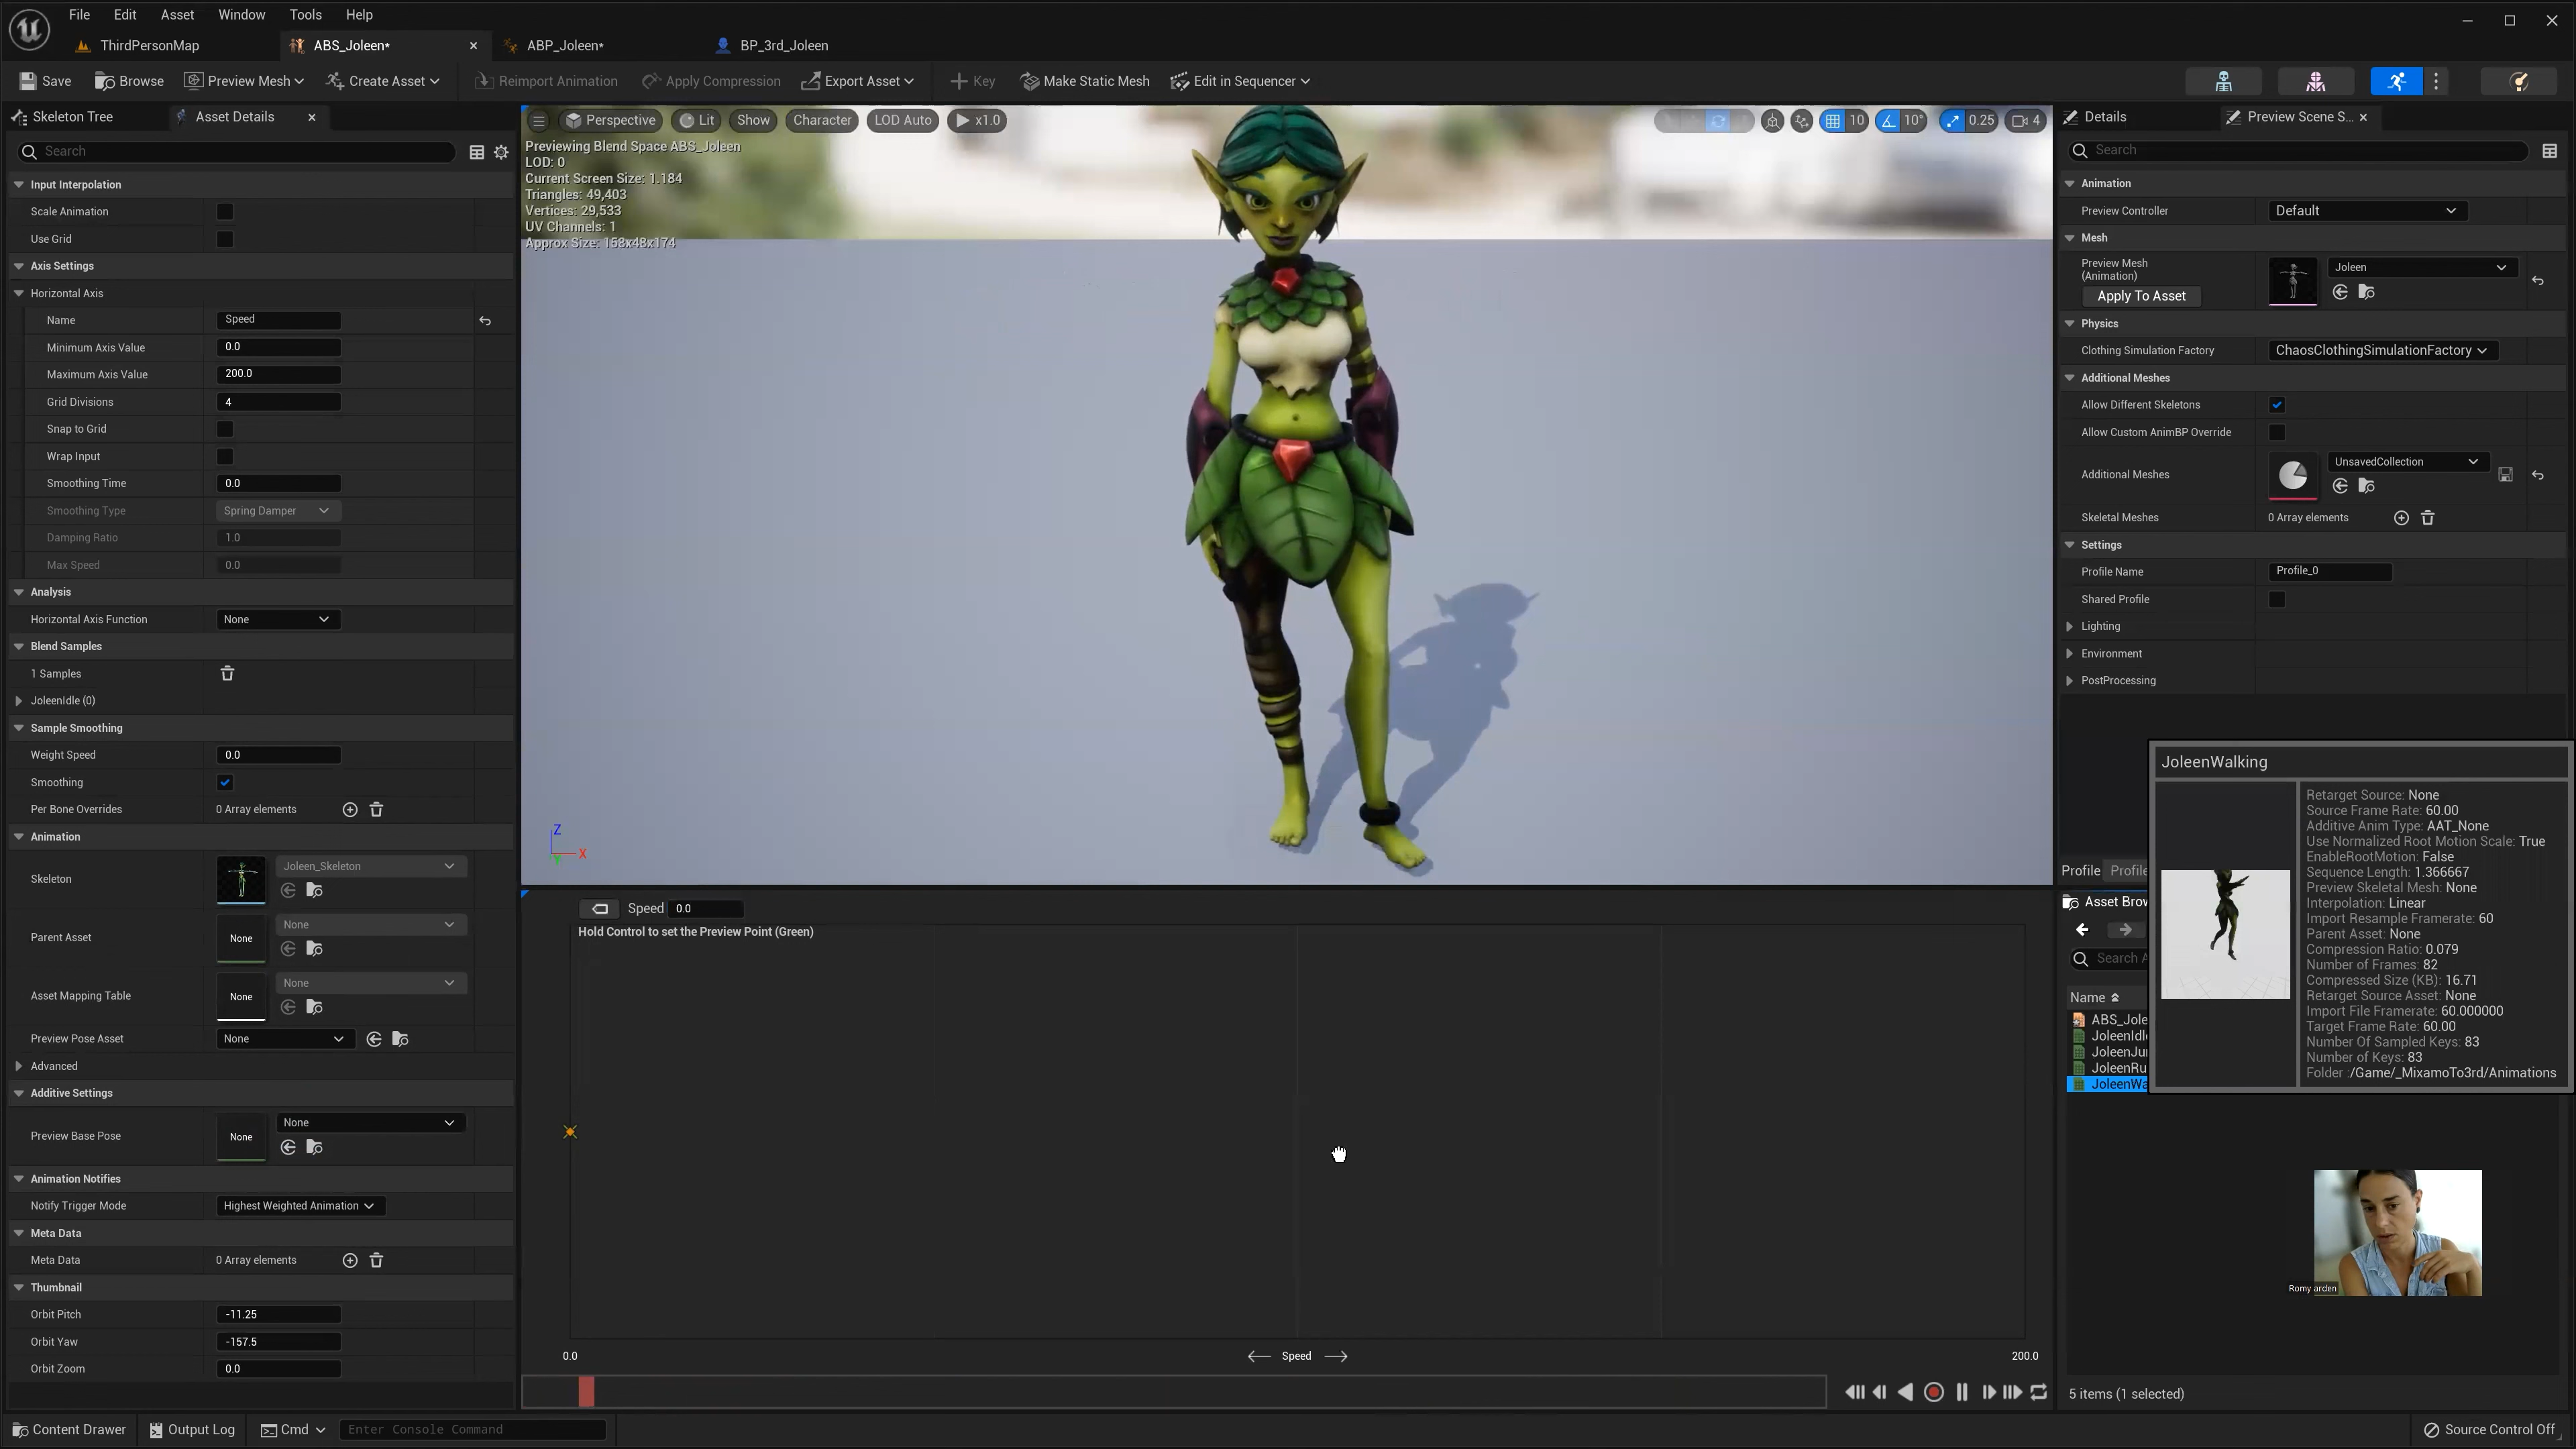 File Edit Asset Window Tools Help
ThirdPersonMap ABS_Joleen* ABP_Joleen* BP_3rd_Joleen
Save Browse Preview Mesh Create Asset Reimport Animation Apply Compression Export Asset Key Make Static Mesh Edit in Sequencer
Skeleton Tree Asset Details
Search
Input Interpolation
Scale Animation
Use Grid
Axis Settings
Horizontal Axis
Name Speed
Minimum Axis Value 0.0
Maximum Axis Value 200.0
Grid Divisions 4
Snap to Grid
Wrap Input
Smoothing Time 0.0
Smoothing Type Spring Damper
Damping Ratio 1.0
Max Speed 0.0
Analysis
Horizontal Axis Function None
Blend Samples
1 Samples
JoleenIdle (0)
Sample Smoothing
Weight Speed 0.0
Smoothing
Per Bone Overrides 0 Array elements
Animation
Skeleton Joleen_Skeleton
Parent Asset None None
Asset Mapping Table None None
Preview Pose Asset None
Advanced
Additive Settings
Preview Base Pose None None
Animation Notifies
Notify Trigger Mode Highest Weighted Animation
Meta Data
Meta Data 0 Array elements
Thumbnail
Orbit Pitch -11.25
Orbit Yaw -157.5
Orbit Zoom 0.0
Perspective Lit Show Character LOD Auto x1.0 10 10° 0.25 4
Previewing Blend Space ABS_Joleen
LOD: 0
Current Screen Size: 1.184
Triangles: 49,403
Vertices: 29,533
UV Channels: 1
Approx Size: 158x48x174
Z
X
Y
Speed 0.0
Hold Control to set the Preview Point (Green)
0.0 Speed 200.0
Details Preview Scene S...
Search
Animation
Preview Controller Default
Mesh
Preview Mesh
(Animation)
Joleen
Apply To Asset
Physics
Clothing Simulation Factory ChaosClothingSimulationFactory
Additional Meshes
Allow Different Skeletons
Allow Custom AnimBP Override
Additional Meshes UnsavedCollection
Skeletal Meshes 0 Array elements
Settings
Profile Name Profile_0
Shared Profile
Lighting
Environment
PostProcessing
JoleenWalking
Retarget Source: None
Source Frame Rate: 60.00
Additive Anim Type: AAT_None
Use Normalized Root Motion Scale: True
EnableRootMotion: False
Sequence Length: 1.366667
Preview Skeletal Mesh: None
Interpolation: Linear
Import Resample Framerate: 60
Parent Asset: None
Compression Ratio: 0.079
Number of Frames: 82
Compressed Size (KB): 16.71
Retarget Source Asset: None
Import File Framerate: 60.000000
Target Frame Rate: 60.00
Number Of Sampled Keys: 83
Number of Keys: 83
Folder :/Game/_MixamoTo3rd/Animations
Profile Profile
Asset Brow
Search A
Name
ABS_Jole
JoleenIdl
JoleenJu
JoleenRu
JoleenWa
Romy arden
5 items (1 selected)
Content Drawer Output Log Cmd Enter Console Command Source Control Off